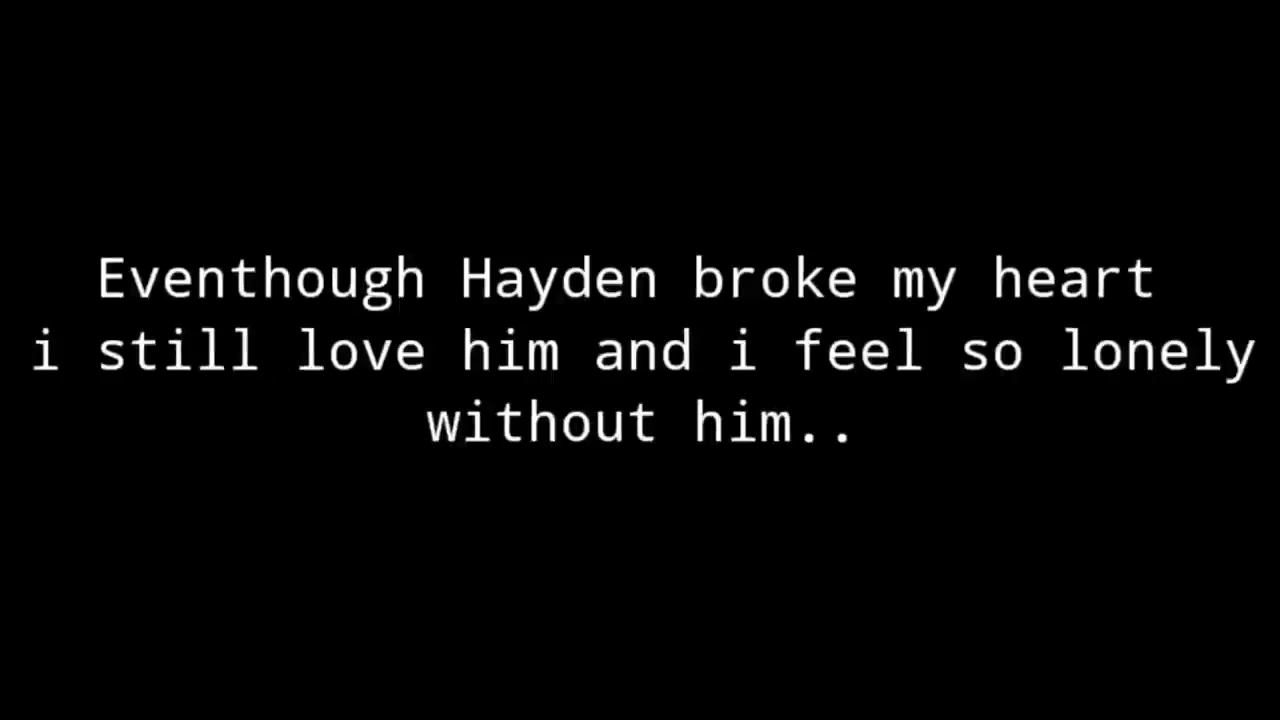 Eventhough Hayden broke my heart
i still love him and i feel so lonely
without him..